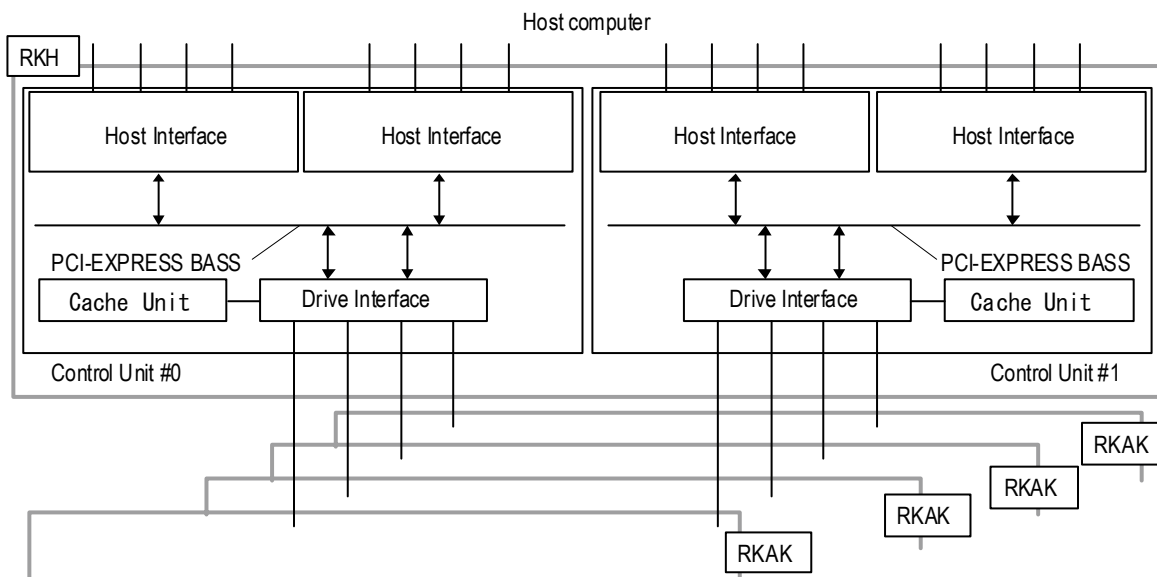 Host computer
RKH
Host Interface
Host Interface
Host Interface
Host Interface
PCI-EXPRESS BASS
PCI-EXPRESS BASS
Cache Unit
Drive Interface
Drive Interface
Cache Unit
Control Unit #0
Control Unit #1
RKAK
RKAK
RKAK
RKAK